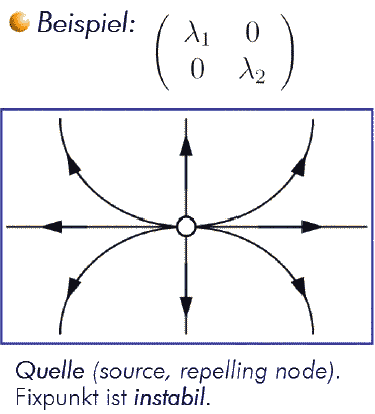 Beispiel:
λ₁ 0
0 λ₂
Quelle (source, repelling node).
Fixpunkt ist instabil.